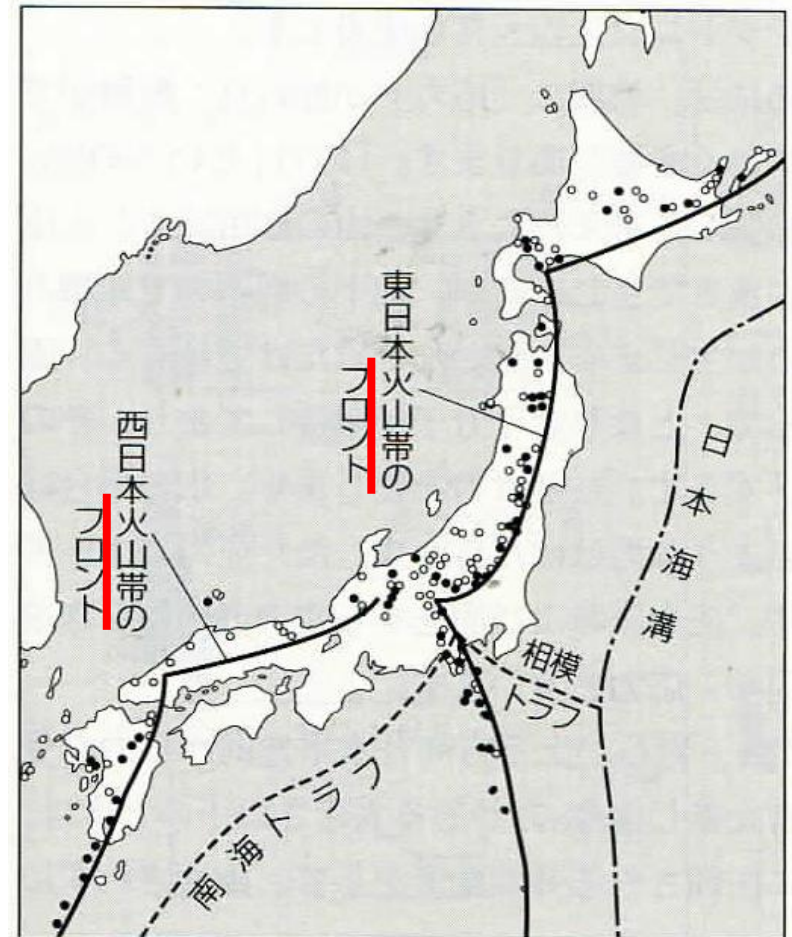 東日本火山帯の
フロント
西日本火山帯の
フロント
日本海溝
相模
トラフ
南海トラフ